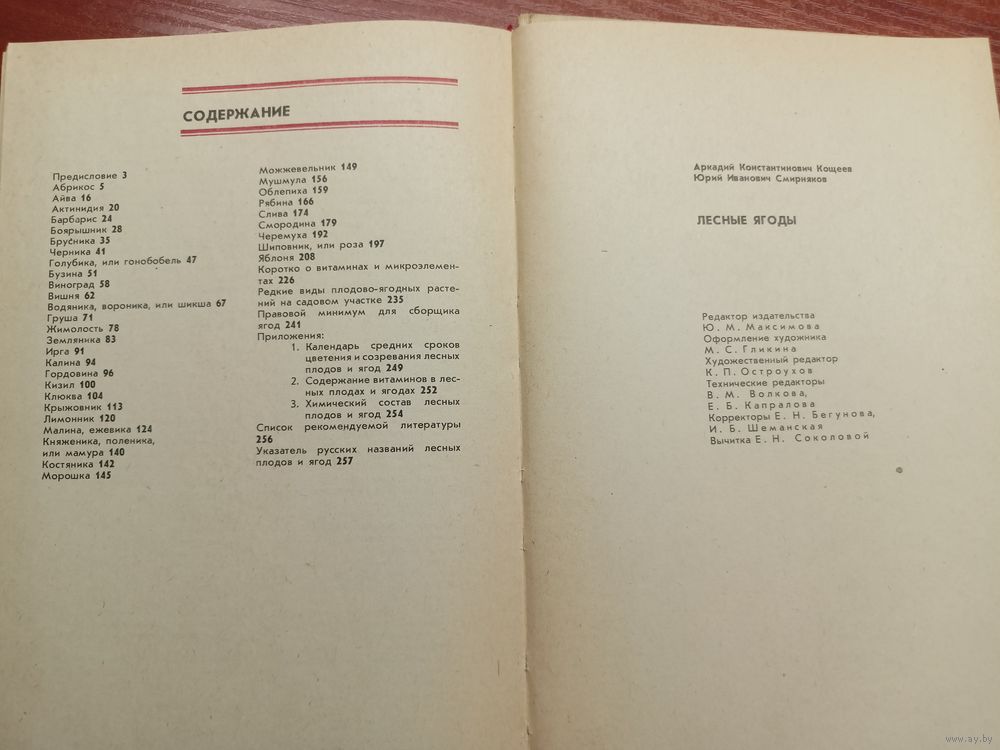 СОДЕРЖАНИЕ
Предисловие 3
Абрикос 5
Айва 16
Актинидия 20
Барбарис 24
Боярышник 28
Брусника 35
Черника 41
Голубика, или гонобобель 47
Бузина 51
Виноград 58
Вишня 62
Водяника, вороника, или шикша 67
Груша 71
Жимолость 78
Земляника 83
Ирга 91
Калина 94
Гордовина 96
Кизил 100
Клюква 104
Крыжовник 113
Лимонник 120
Малина, ежевика 124
Княженика, поленика,
или мамура 140
Костяника 142
Морошка 145
Можжевельник 149
Мушмула 156
Облепиха 159
Рябина 166
Слива 174
Смородина 179
Черемуха 192
Шиповник, или роза 197
Яблоня 208
Коротко о витаминах и микроэлемен-
тах 226
Редкие виды плодово-ягодных расте-
ний на садовом участке 235
Правовой минимум для сборщика
ягод 241
Приложения:
1. Календарь средних сроков
цветения и созревания лесных
плодов и ягод 249
2. Содержание витаминов в лес-
ных плодах и ягодах 252
3. Химический состав лесных
плодов и ягод 254
Список рекомендуемой литературы
256
Указатель русских названий лесных
плодов и ягод 257
Аркадий Константинович Кощеев
Юрий Иванович Смирняков
ЛЕСНЫЕ ЯГОДЫ
Редактор издательства
Ю. М. Максимова
Оформление художника
М. С. Гликина
Художественный редактор
К. П. Остроухов
Технические редакторы
В. М. Волкова,
Е. Б. Капралова
Корректоры Е. Н. Бегунова,
И. Б. Шеманская
Вычитка Е. Н. Соколовой
www.ay.by